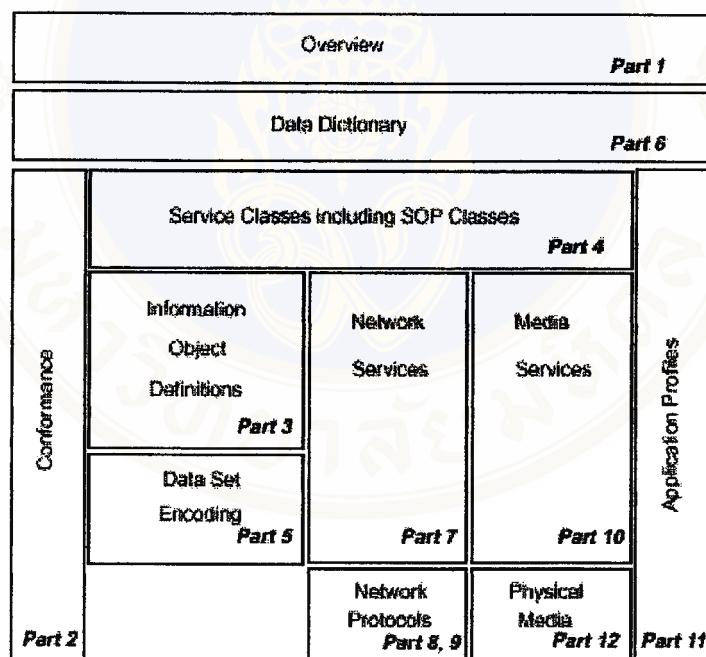 Overview
Part 1
Data Dictionary
Part 6
Service Classes including SOP Classes
Part 4
Conformance
Part 2
Information
Object
Definitions
Part 3
Data Set
Encoding
Part 5
Network
Services
Part 7
Network
Protocols
Part 8, 9
Media
Services
Part 10
Physical
Media
Part 12
Application Profiles
Part 11